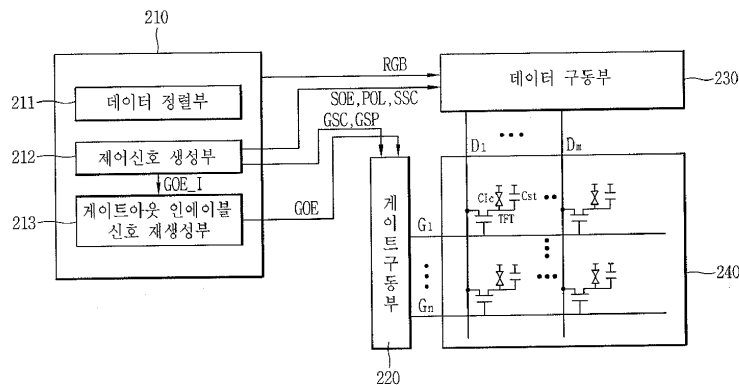 210
RGB
데이터 구동부
230
211
데이터 정렬부
SOE,POL,SSC
GSC,GSP
D1
Dm
212
제어신호 생성부
GOE_I
213
게이트아웃 인에이블
신호 재생성부
GOE
게이트구동부
Clc
Cst
TFT
G1
Gn
240
220